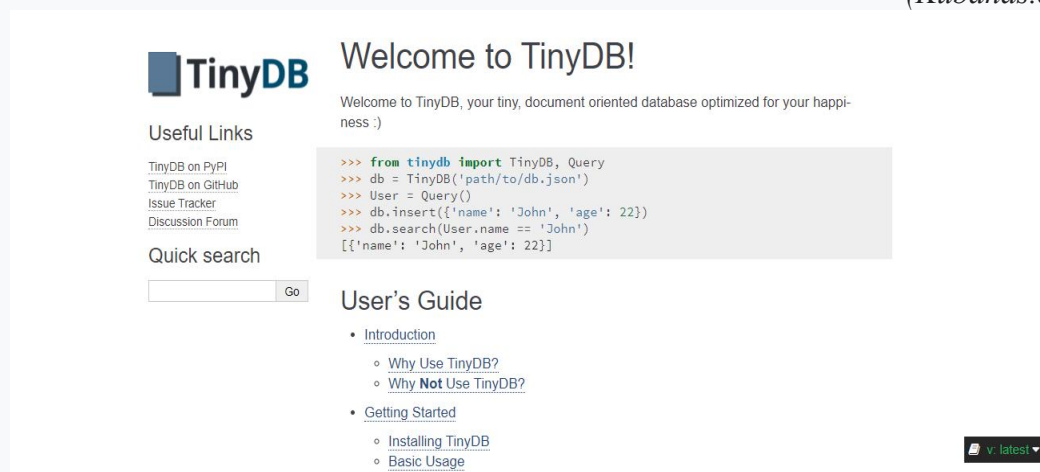 TinyDB
Useful Links
TinyDB on PyPI
TinyDB on GitHub
Issue Tracker
Discussion Forum
Quick search
Go
Welcome to TinyDB!
Welcome to TinyDB, your tiny, document oriented database optimized for your happi-
ness :)
>>> from tinydb import TinyDB, Query
>>> db = TinyDB('path/to/db.json')
>>> User = Query()
>>> db.insert({'name': 'John', 'age': 22})
>>> db.search(User.name == 'John')
[{'name': 'John', 'age': 22}]
User's Guide
• Introduction
◦ Why Use TinyDB?
◦ Why Not Use TinyDB?
• Getting Started
◦ Installing TinyDB
◦ Basic Usage
v: latest